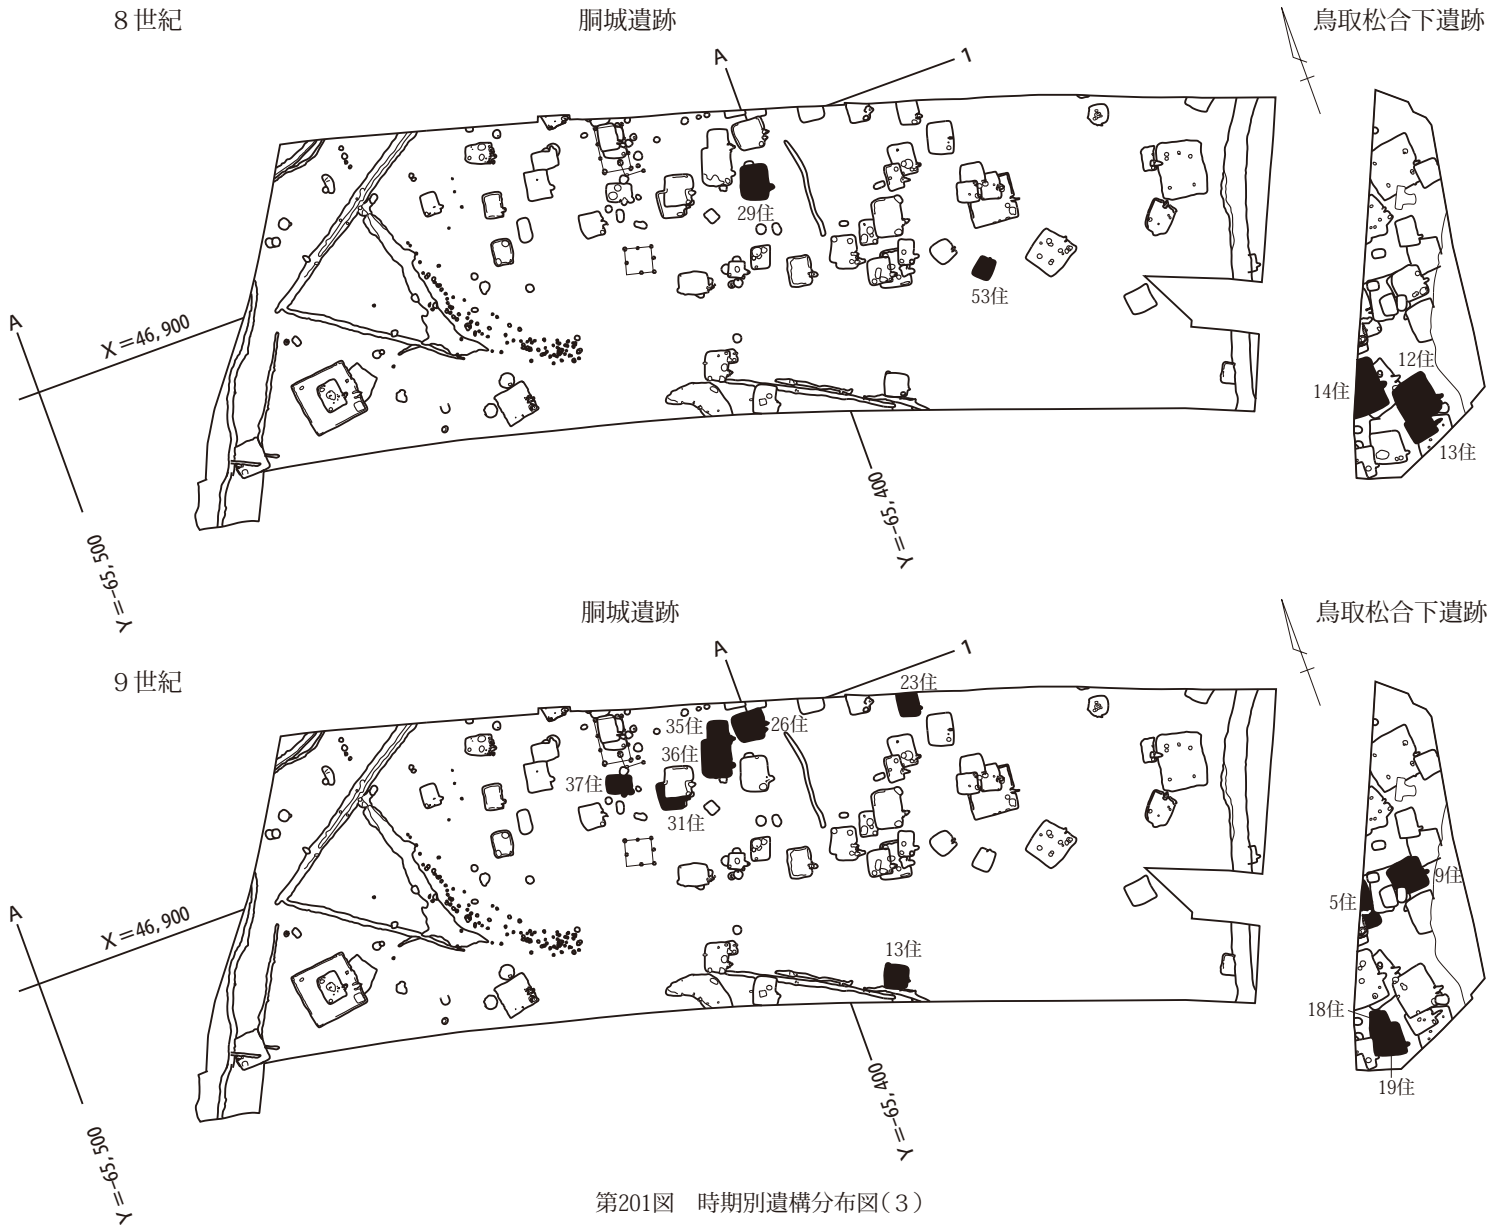 ８世紀
胴城遺跡
鳥取松合下遺跡
A
1
29住
53住
A
X＝46,900
12住
14住
13住
Y＝-65,400
Y＝-65,500
胴城遺跡
鳥取松合下遺跡
９世紀
A
1
23住
35住
26住
36住
37住
31住
9住
5住
A
X＝46,900
13住
18住
19住
Y＝-65,400
Y＝-65,500
第201図　時期別遺構分布図（３）